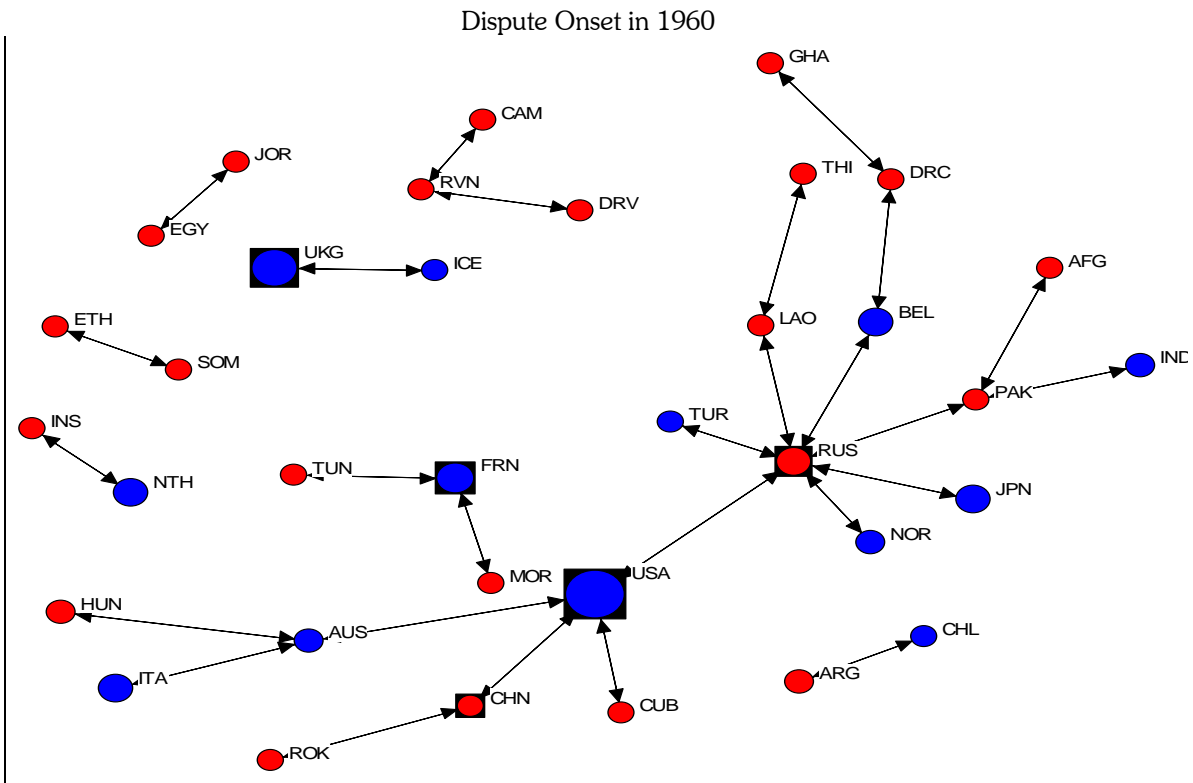 Dispute Onset in 1960
GHA
CAM
JOR
THI
DRC
RVN
DRV
EGY
UKG
ICE
AFG
ETH
LAO
BEL
SOM
IND
PAK
INS
TUR
RUS
TUN
FRN
NTH
JPN
NOR
MOR
USA
HUN
AUS
CHL
ITA
ARG
CHN
CUB
ROK